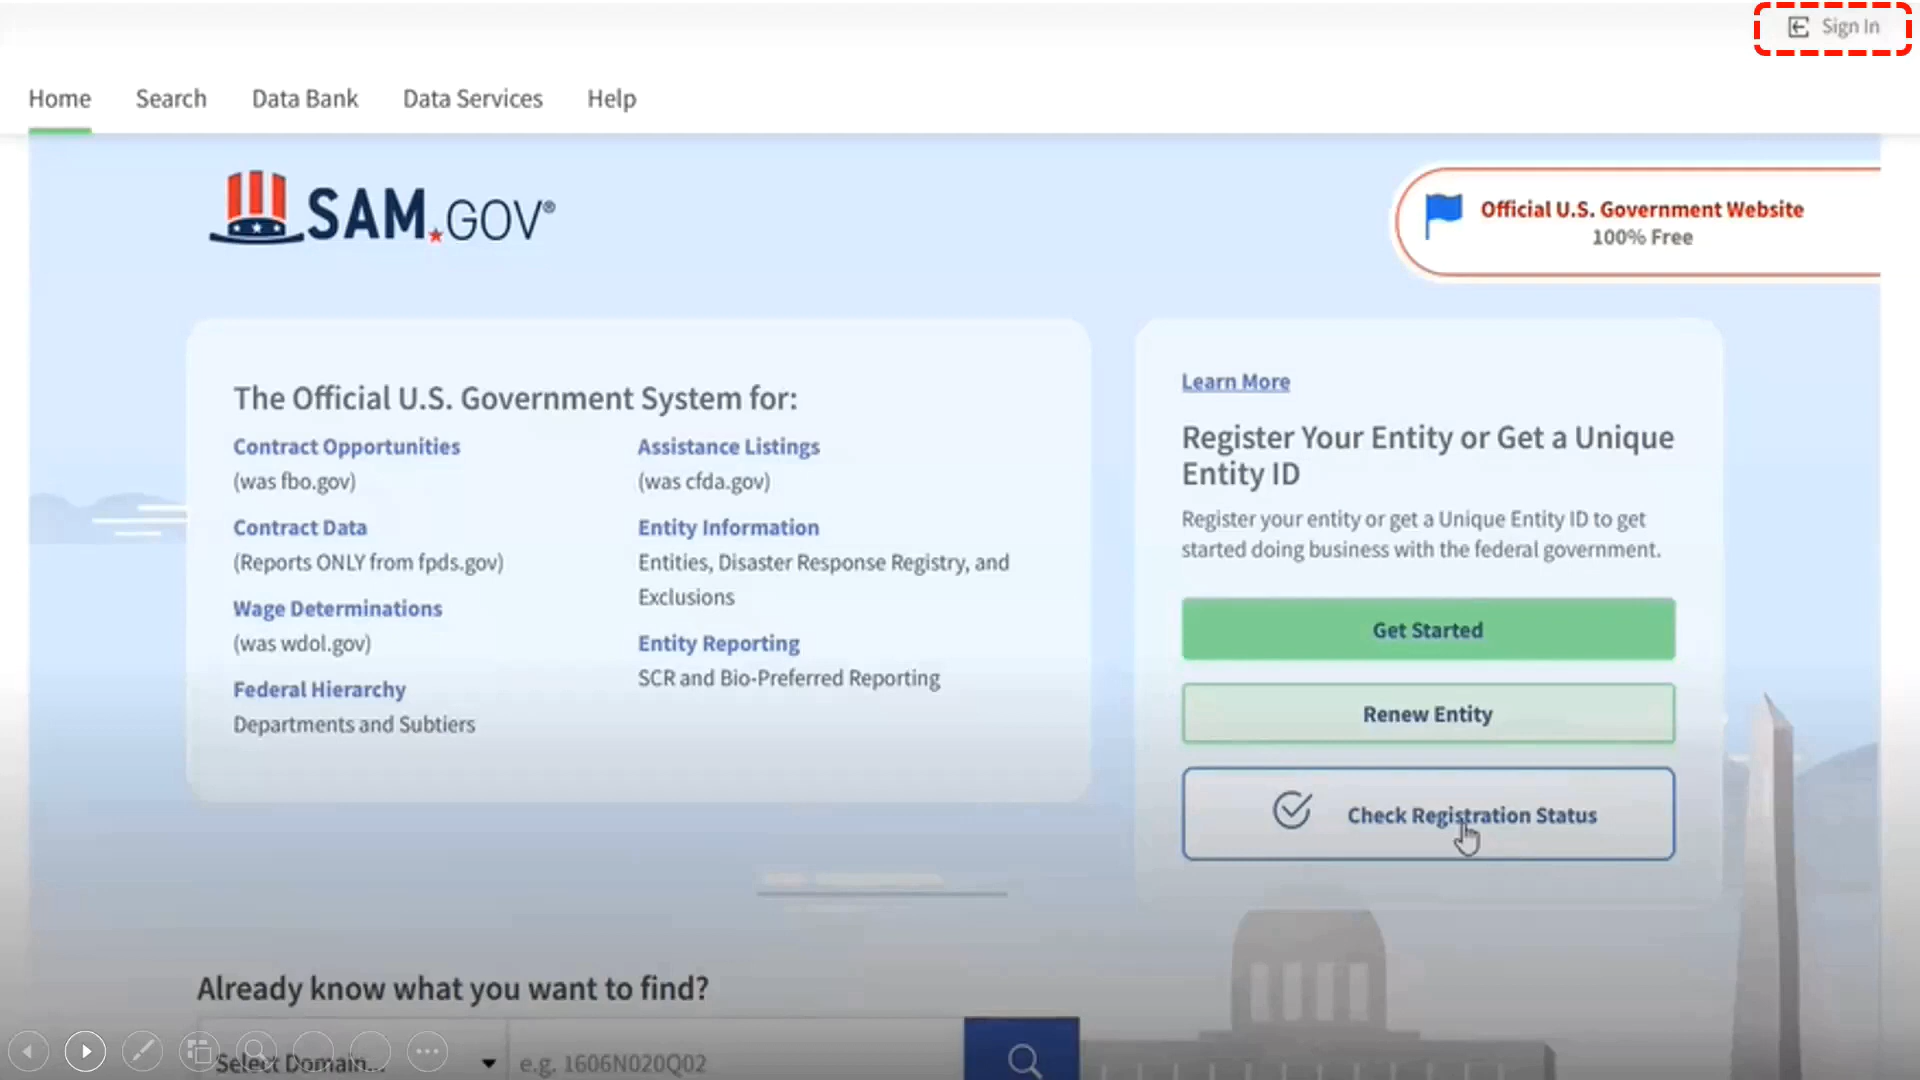 Sign In
Home Search Data Bank Data Services Help
SAM.GOV®
Official U.S. Government Website
100% Free
The Official U.S. Government System for:
Contract Opportunities
(was fbo.gov)
Contract Data
(Reports ONLY from fpds.gov)
Wage Determinations
(was wdol.gov)
Federal Hierarchy
Departments and Subtiers
Assistance Listings
(was cfda.gov)
Entity Information
Entities, Disaster Response Registry, and
Exclusions
Entity Reporting
SCR and Bio-Preferred Reporting
Learn More
Register Your Entity or Get a Unique
Entity ID
Register your entity or get a Unique Entity ID to get
started doing business with the federal government.
Get Started
Renew Entity
Check Registration Status
Already know what you want to find?
Select Domain...
e.g. 1606N020Q02